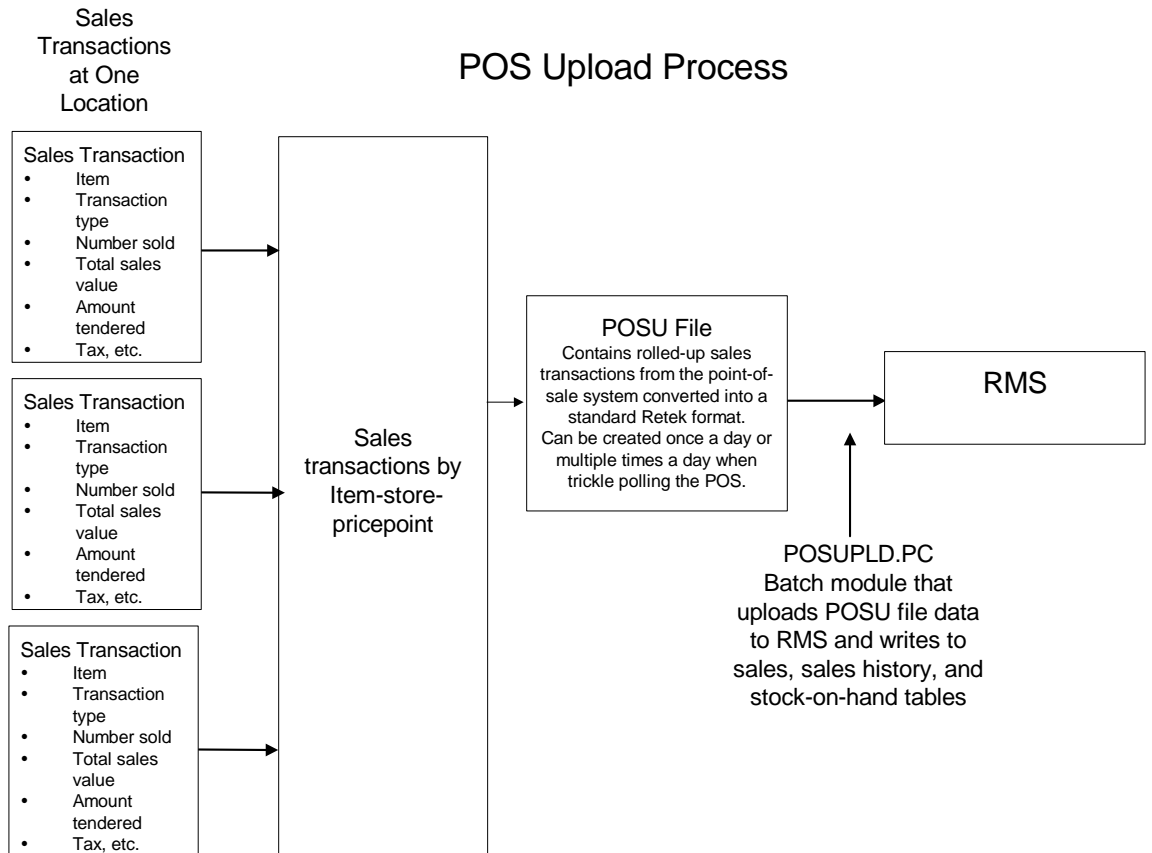 Sales
Transactions
at One
Location
POS Upload Process
Sales Transaction
• Item
• Transaction
type
• Number sold
• Total sales
value
• Amount
tendered
• Tax, etc.
Sales Transaction
• Item
• Transaction
type
• Number sold
• Total sales
value
• Amount
tendered
• Tax, etc.
Sales Transaction
• Item
• Transaction
type
• Number sold
• Total sales
value
• Amount
tendered
• Tax, etc.
Sales
transactions by
Item-store-
pricepoint
POSU File
Contains rolled-up sales
transactions from the point-of-
sale system converted into a
standard Retek format.
Can be created once a day or
multiple times a day when
trickle polling the POS.
RMS
POSUPLD.PC
Batch module that
uploads POSU file data
to RMS and writes to
sales, sales history, and
stock-on-hand tables